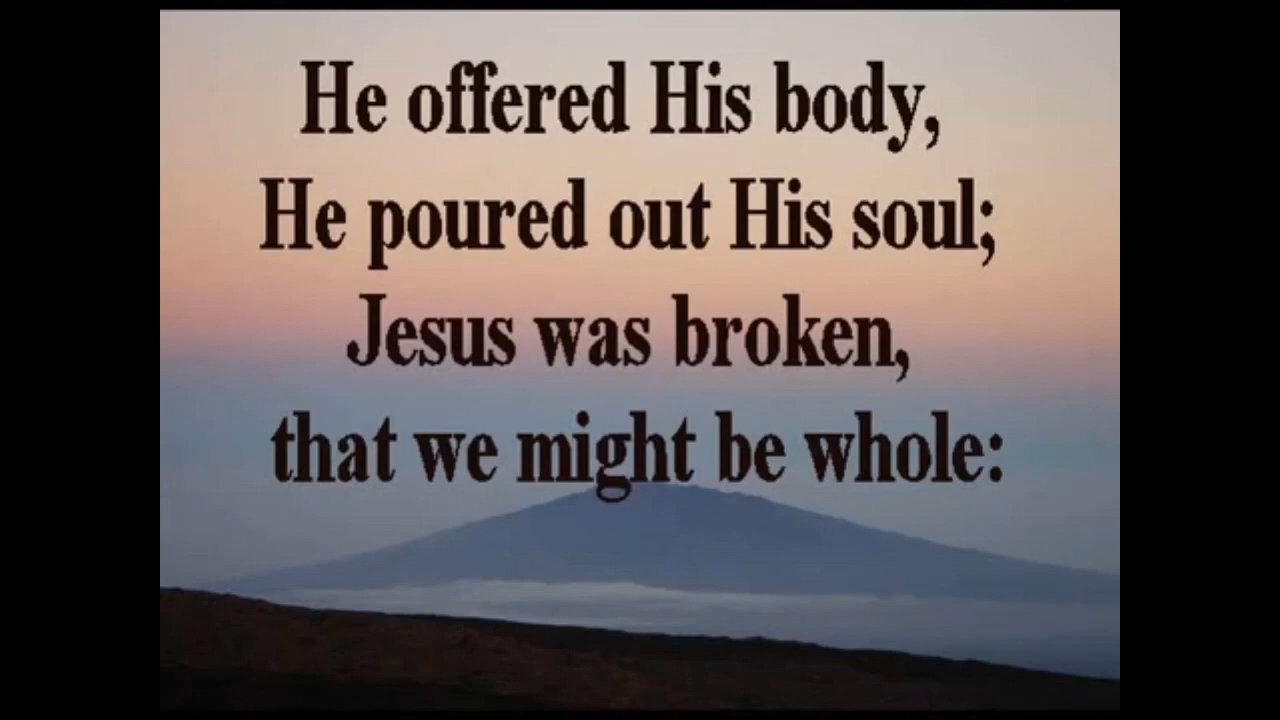 He offered His body,
He poured out His soul;
Jesus was broken,
that we might be whole: